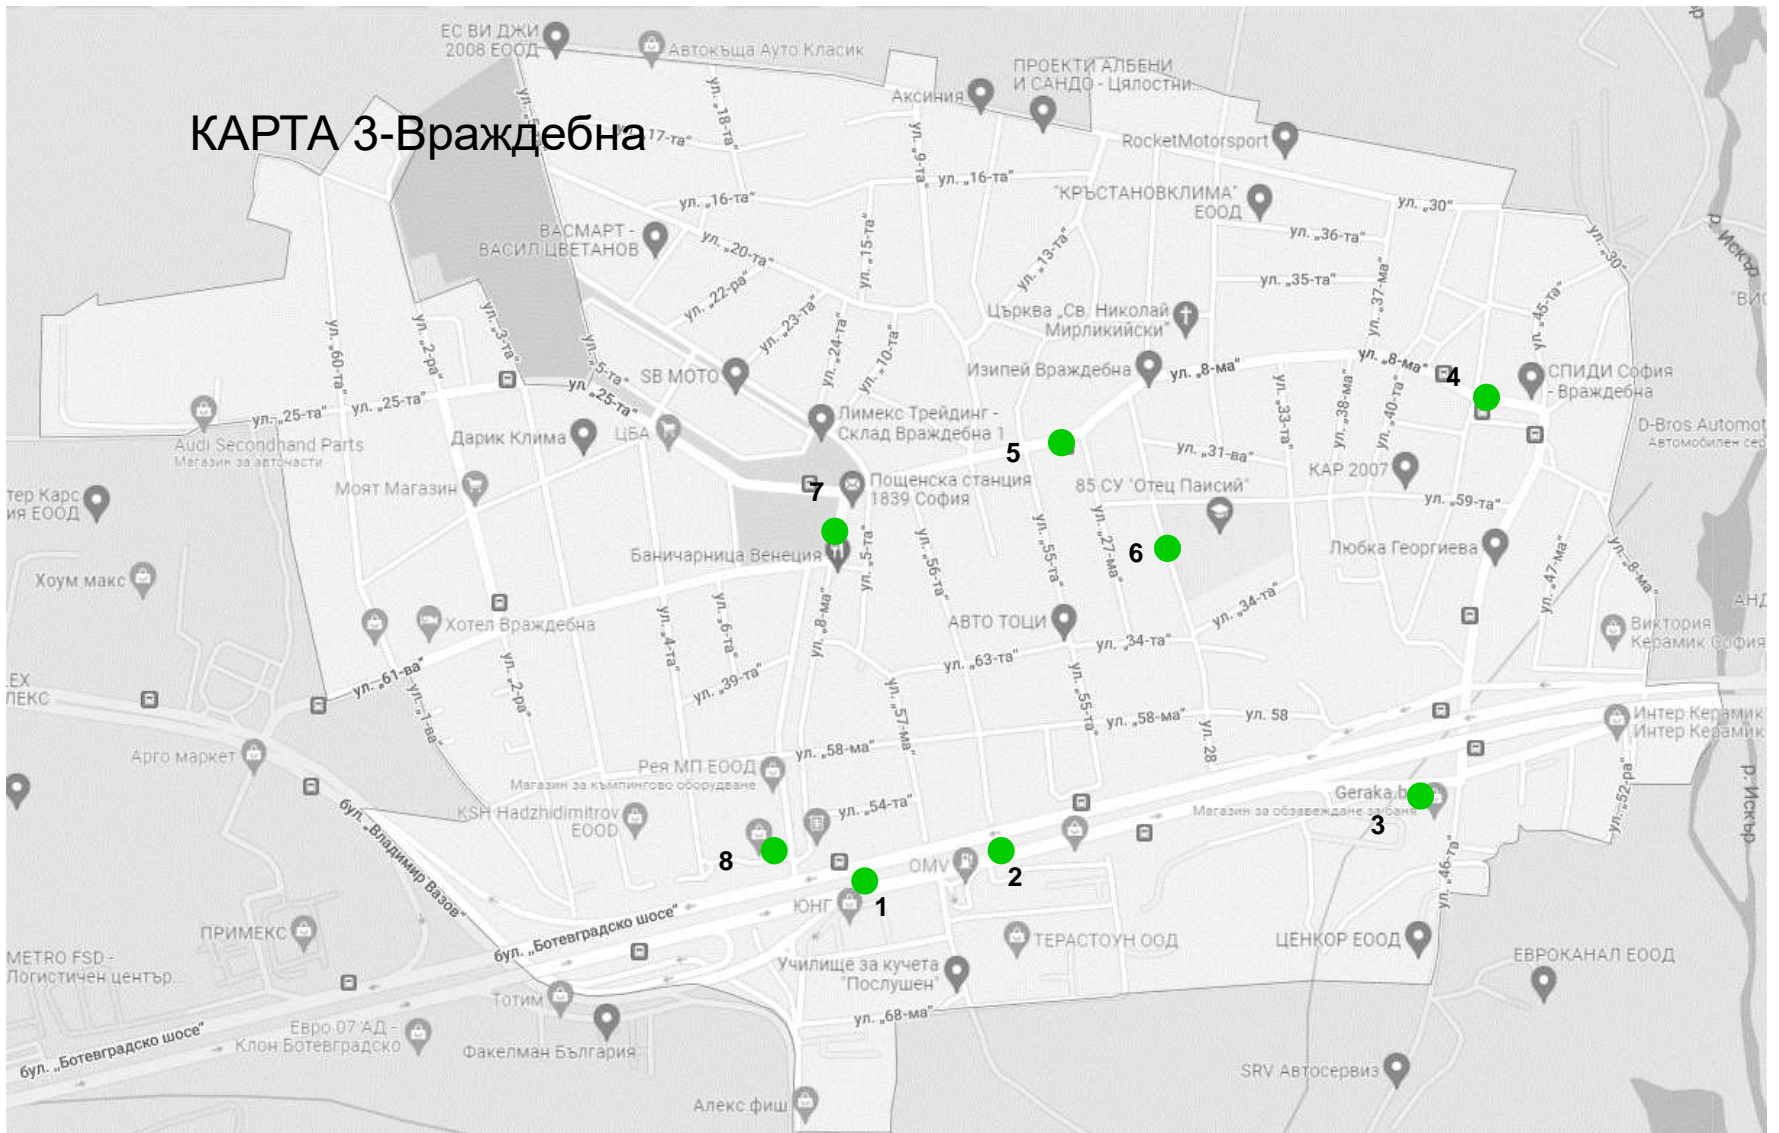 ЕС ВИ ДЖИ
2008 ЕООД
Автокъща Ауто Класик
ПРОЕКТИ АЛБЕНИ
И САНДО - Цялостни...
Аксиния
КАРТА 3-Враждебна
ул. „18-та“
ул. „9-та“
RocketMotorsport
ул. „16-та“
ул. „16-та“
"КРЪСТАНОВКЛИМА"
ЕООД
ул. „30“
ул. „30“
р. Искър
ВАСМАРТ -
ВАСИЛ ЦВЕТАНОВ
ул. „20-та“
ул. „15-та“
ул. „13-та“
ул. „36-та“
ул. „35-та“
ул. „37-ма“
ул. „45-та“
ул. „22-ра“
ул. „23-та“
ул. „24-та“
ул. „10-та“
Църква „Св. Николай
Мирликийски“
ул. „60-та“
ул. „2-ра“
ул. „3-та“
ул. „5-та“
ул. „25-та“
SB МОТО
Изипей Враждебна
ул. „8-ма“
ул. „8-ма“
4
СПИДИ София
- Враждебна
ул. „25-та“
ул. „25-та“
Audi Secondhand Parts
Магазин за авточасти
Дарик Клима
ЦБА
Лимекс Трейдинг -
Склад Враждебна 1
5
ул. „33-та“
ул. „38-ма“
ул. „40-та“
D-Bros Automot
Автомобилен сер
ул. „31-ва“
КАР 2007
Моят Магазин
7
Пощенска станция
1839 София
85 СУ "Отец Паисий"
ул. „59-та“
тер Карс
ия ЕООД
Баничарница Венеция
ул. „5-та“
ул. „56-та“
ул. „55-та“
ул. „27-ма“
6
Любка Георгиева
ул. „47-ма“
ул. „8-ма“
Хоум макс
Хотел Враждебна
ул. „4-та“
ул. „6-та“
ул. „8-ма“
АВТО ТОЦИ
ул. „34-та“
ул. „34-та“
АНД
Виктория
Керамик София
ул. „61-ва“
ул. „1-ва“
ул. „2-ра“
ул. „39-та“
ул. „63-та“
ул. „57-ма“
ул. „55-та“
ул. „58-ма“
ул. 58
ул. 28
LEX
ЛЕКС
Арго маркет
ул. „58-ма“
Интер Керамик
Интер Керамик
Рея МП ЕООД
Магазин за къмпингово оборудване
KSH Hadzhidimitrov
EOOD
ул. „54-та“
Geraka.b
Магазин за обзавеждане за баня
3
ул. „52-ра“
р. Искър
бул. „Владимир Вазов“
8
OMV
2
ул. „46-та“
ЮНГ
1
бул. „Ботевградско шосе“
ПРИМЕКС
METRO FSD -
Логистичен център...
Училище за кучета
"Послушен"
ТЕРАСТОУН ООД
ЦЕНКОР ЕООД
ЕВРОКАНАЛ ЕООД
Тотим
ул. „68-ма“
Евро 07 АД -
Клон Ботевградско
бул. „Ботевградско шосе“
Факелман България
SRV Автосервиз
Алекс фиш